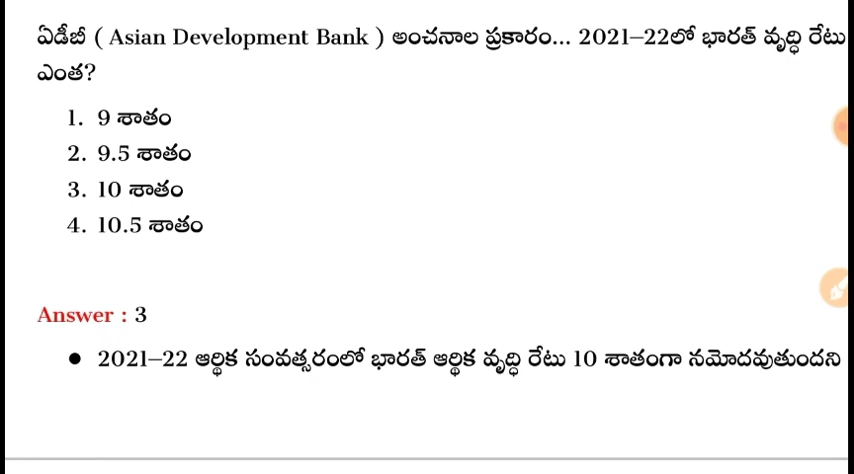 ఏడీబీ ( Asian Development Bank ) అంచనాల ప్రకారం... 2021–22లో భారత్ వృద్ధి రేటు
ఎంత?
1. 9 శాతం
2. 9.5 శాతం
3. 10 శాతం
4. 10.5 శాతం
Answer : 3
● 2021–22 ఆర్థిక సంవత్సరంలో భారత్ ఆర్థిక వృద్ధి రేటు 10 శాతంగా నమోదవుతుందని